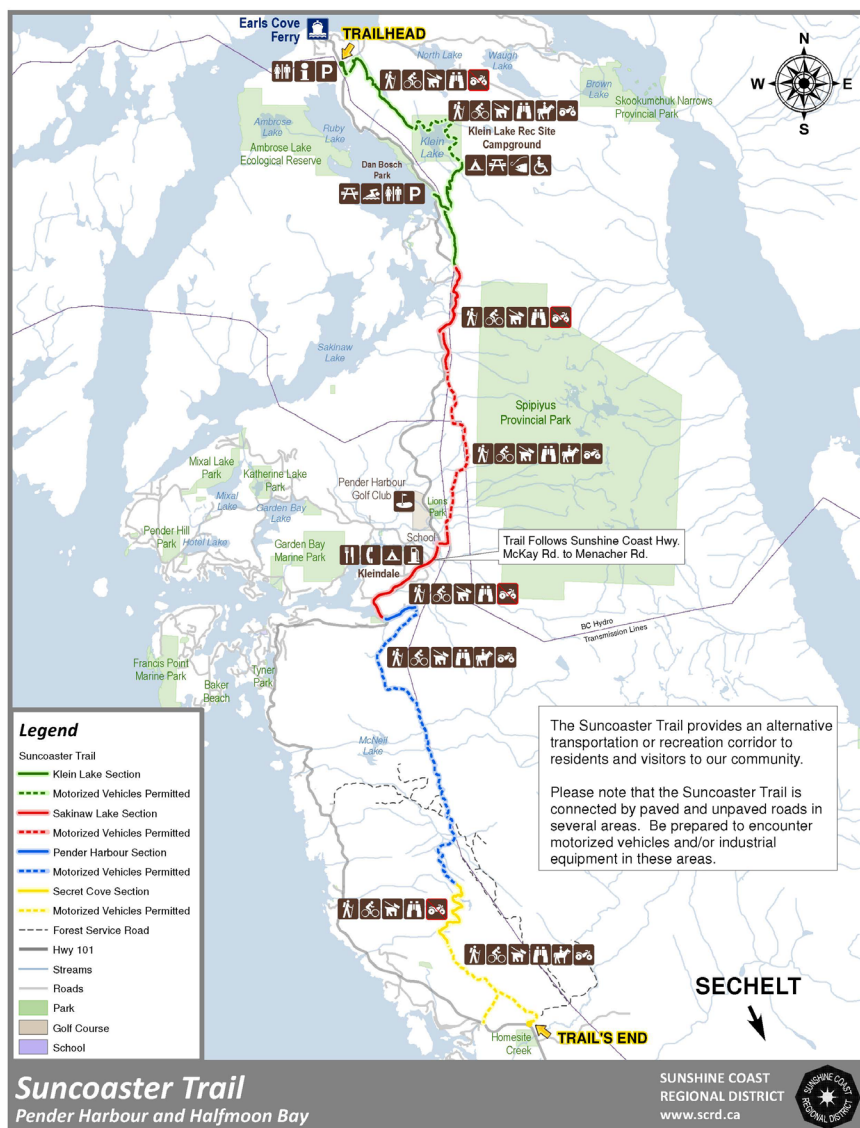 Earls Cove
Ferry
TRAILHEAD
North Lake
Waugh
Lake
Brown
Lake
Skookumchuk Narrows
Provincial Park
N
W
E
S
i
P
Ambrose
Lake
Ruby
Lake
Ambrose Lake
Ecological Reserve
Klein
Lake
Klein Lake Rec Site
Campground
Dan Bosch
Park
P
Sakinaw
Lake
Spipiyus
Provincial Park
Mixal Lake
Park
Katherine Lake
Park
Mixal
Lake
Garden Bay
Lake
Pender Hill
Park
Hotel Lake
Garden Bay
Marine Park
Pender Harbour
Golf Club
Lions
Park
School
Kleindale
Trail Follows Sunshine Coast Hwy.
McKay Rd. to Menacher Rd.
BC Hydro
Transmission Lines
Francis Point
Marine Park
Baker
Beach
Tyner
Park
McNeil
Lake
The Suncoaster Trail provides an alternative
transportation or recreation corridor to
residents and visitors to our community.
Please note that the Suncoaster Trail is
connected by paved and unpaved roads in
several areas. Be prepared to encounter
motorized vehicles and/or industrial
equipment in these areas.
Legend
Suncoaster Trail
Klein Lake Section
Motorized Vehicles Permitted
Sakinaw Lake Section
Motorized Vehicles Permitted
Pender Harbour Section
Motorized Vehicles Permitted
Secret Cove Section
Motorized Vehicles Permitted
Forest Service Road
Hwy 101
Streams
Roads
Park
Golf Course
School
SECHELT
TRAIL'S END
Homesite
Creek
Suncoaster Trail
Pender Harbour and Halfmoon Bay
SUNSHINE COAST
REGIONAL DISTRICT
www.scrd.ca
SUNSHINE COAST
REGIONAL DISTRICT